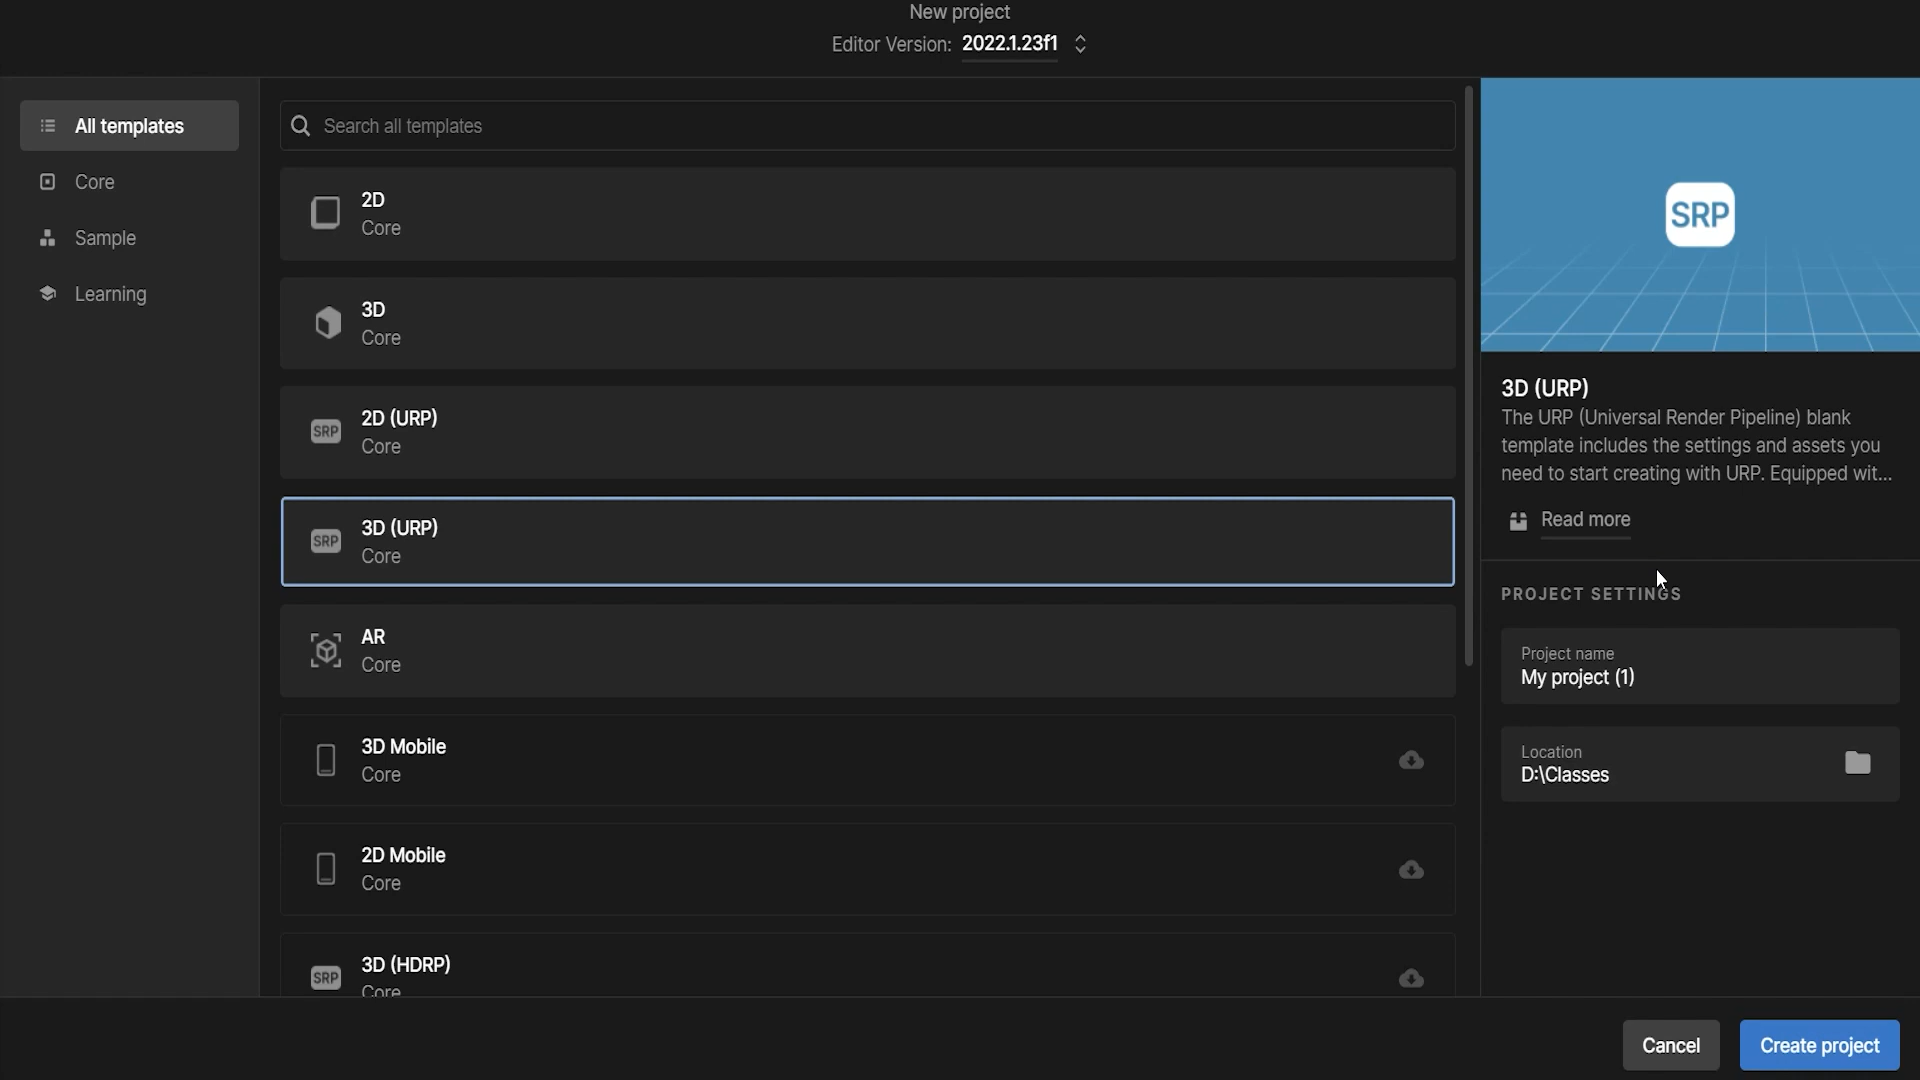 New project
Editor Version: 2022.1.23f1
All templates
Core
Sample
Learning
Search all templates
2D
Core
3D
Core
SRP
2D (URP)
Core
SRP
3D (URP)
Core
AR
Core
3D Mobile
Core
2D Mobile
Core
SRP
3D (HDRP)
Core
SRP
3D (URP)
The URP (Universal Render Pipeline) blank
template includes the settings and assets you
need to start creating with URP. Equipped wit...
Read more
PROJECT SETTINGS
Project name
My project (1)
Location
D:\Classes
Cancel
Create project